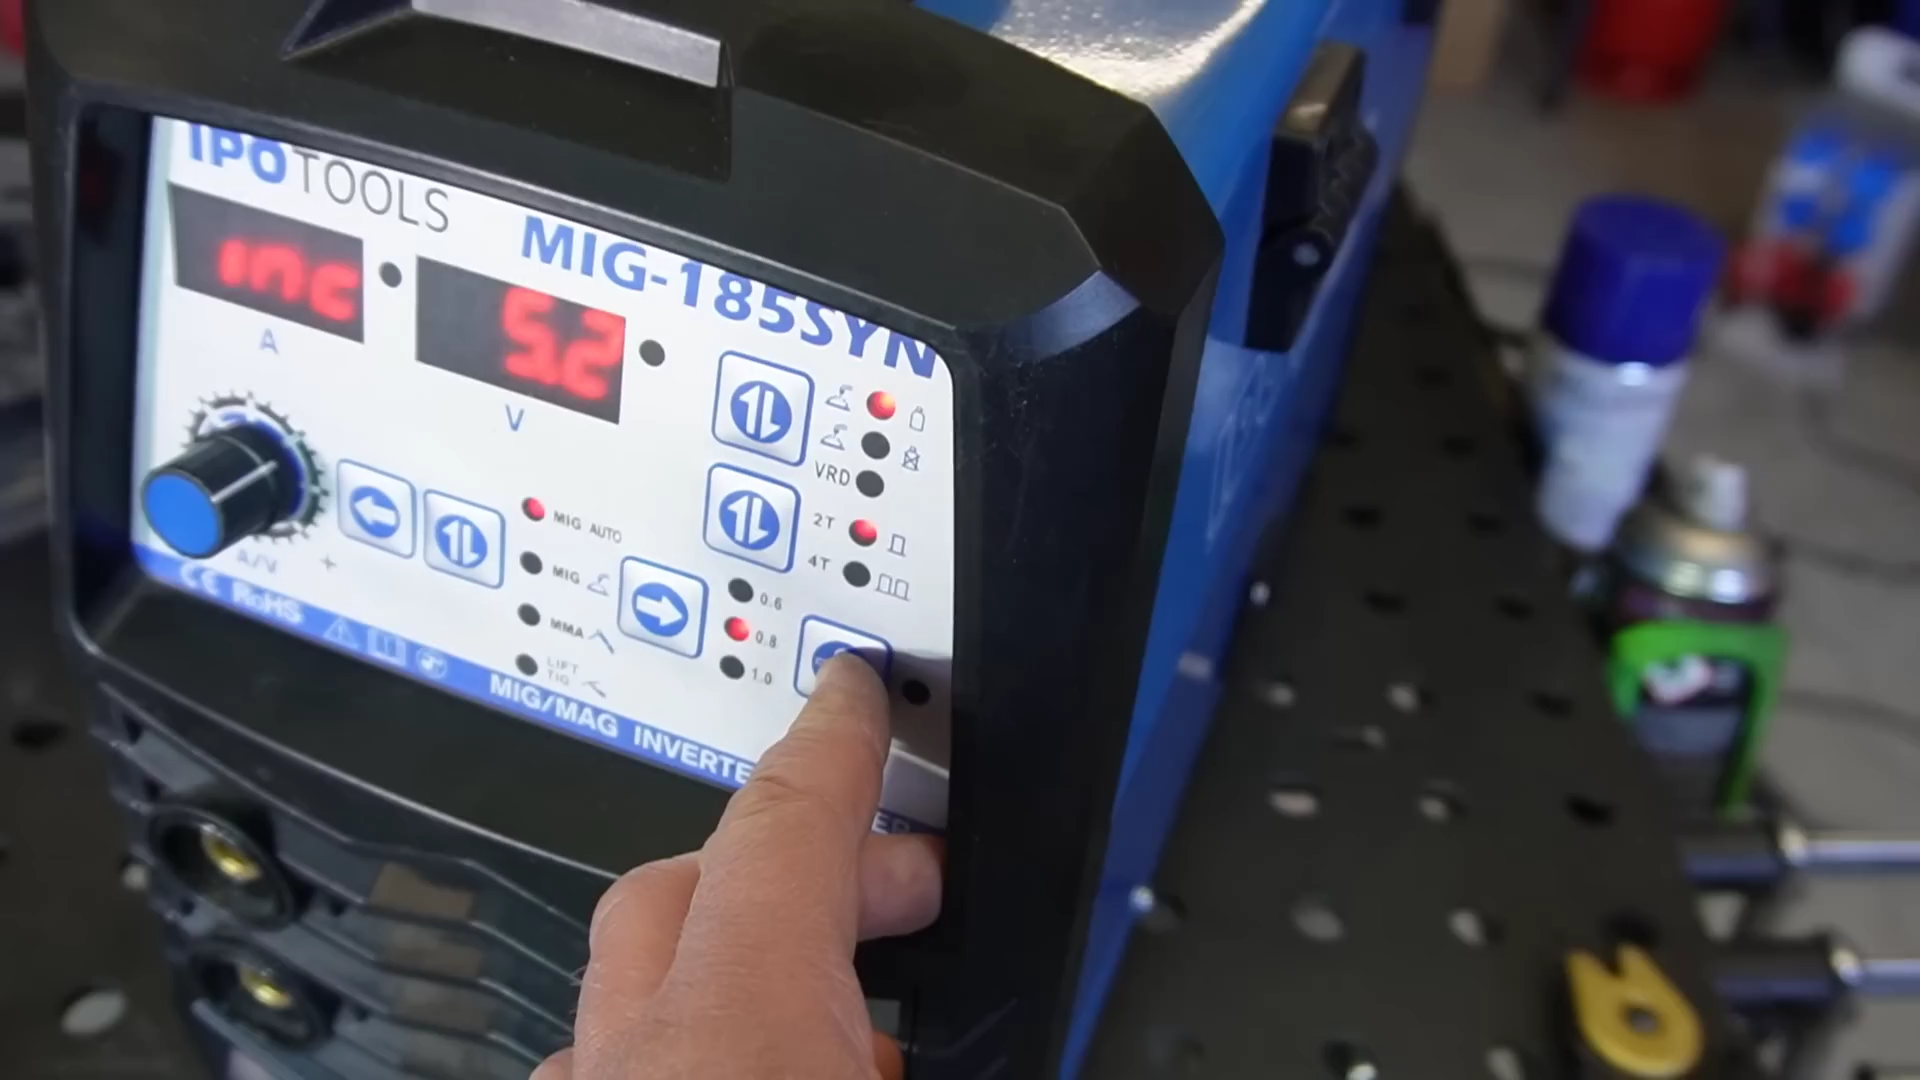 IPOTOOLS
MIG-185SYN
inc
5.2
A
V
VRD
2T
4T
MIG AUTO
MIG
MMA
LIFT
TIG
0.6
0.8
1.0
A/V
+
CE RoHS
MIG/MAG INVERTE
ER